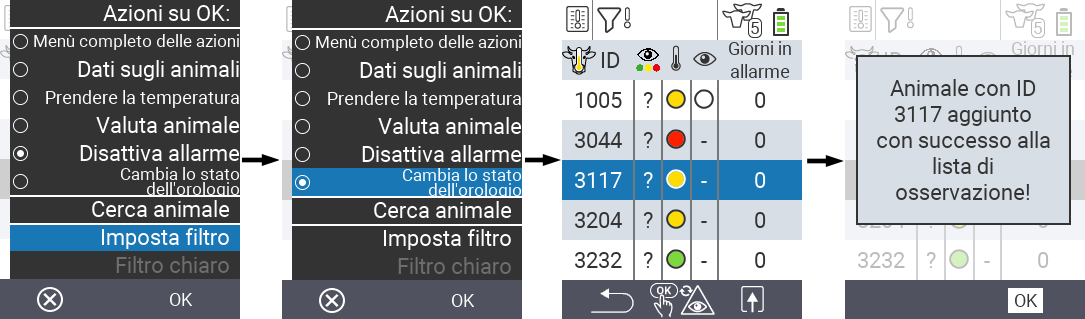 Azioni su OK:
Menù completo delle azioni
Dati sugli animali
Prendere la temperatura
Valuta animale
Disattiva allarme
Cambia lo stato
dell'orologio
Cerca animale
Imposta filtro
Filtro chiaro
OK
Azioni su OK:
Menù completo delle azioni
Dati sugli animali
Prendere la temperatura
Valuta animale
Disattiva allarme
Cambia lo stato
dell'orologio
Cerca animale
Imposta filtro
Filtro chiaro
OK
5
ID Giorni in
allarme
1005 ? 0
3044 ? - 0
3117 ? - 0
3204 ? - 0
3232 ? - 0
OK
5
Giorni in
Animale con ID
3117 aggiunto
con successo alla
lista di
osservazione!
3232 ? - 0
OK